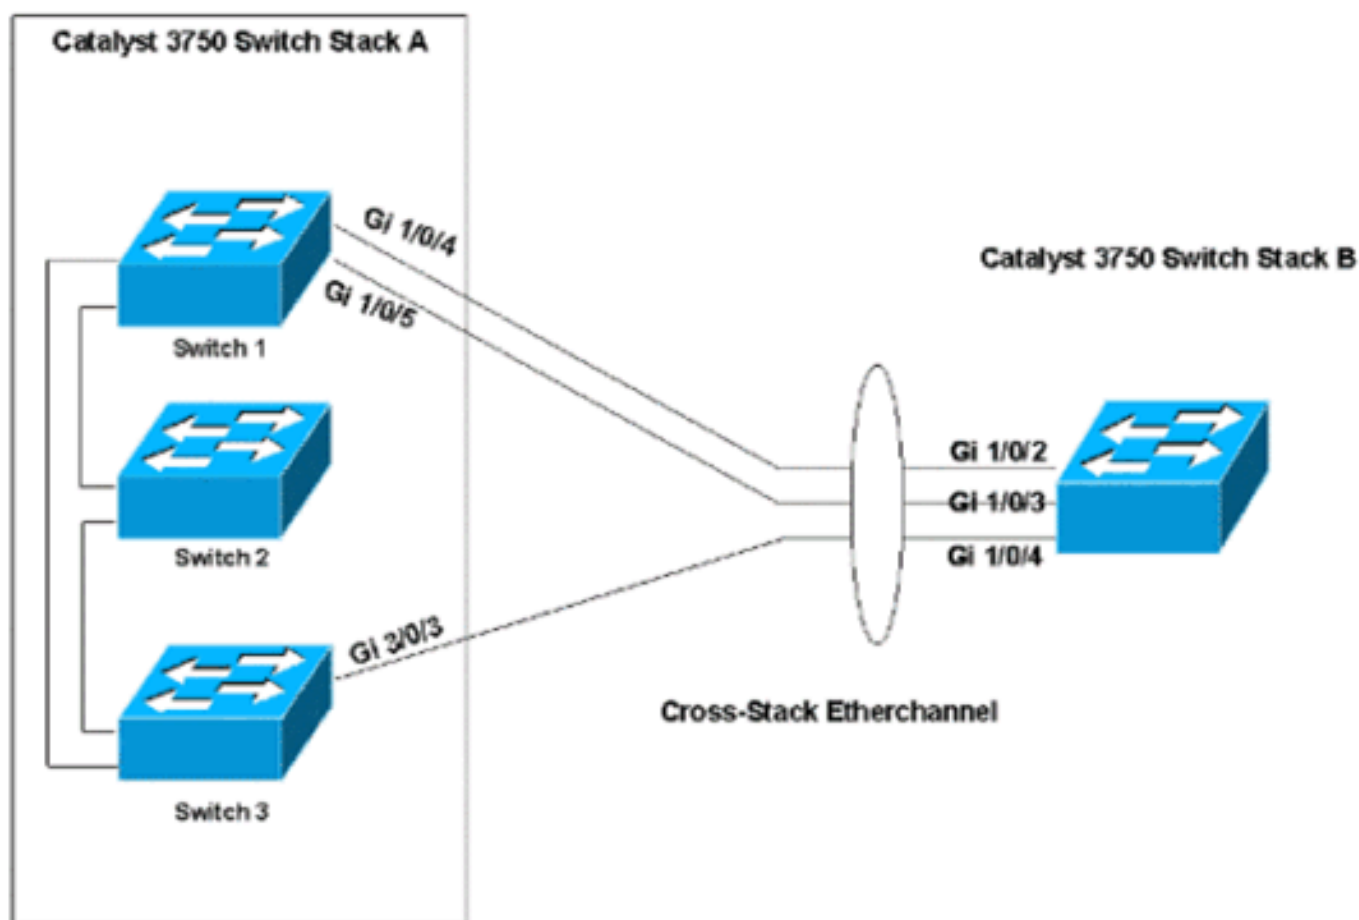 Catalyst 3750 Switch Stack A
Gi 1/0/4
Gi 1/0/5
Switch 1
Catalyst 3750 Switch Stack B
Gi 1/0/2
Gi 1/0/3
Gi 1/0/4
Switch 2
Gi 3/0/3
Cross-Stack Etherchannel
Switch 3